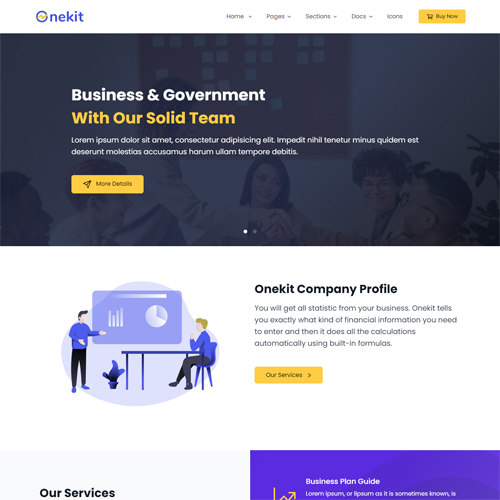 Onekit
Home Pages Sections Docs Icons Buy Now
Business & Government
With Our Solid Team
Lorem ipsum dolor sit amet, consectetur adipisicing elit. Impedit nihil tenetur minus quidem est
deserunt molestias accusamus harum ullam tempore debitis.
More Details
Onekit Company Profile
You will get all statistic from your business. Onekit tells
you exactly what kind of financial information you need
to enter and then it does all the calculations
automatically using built-in formulas.
Our Services
Our Services
Business Plan Guide
Lorem ipsum, or lipsum as it is sometimes known, is